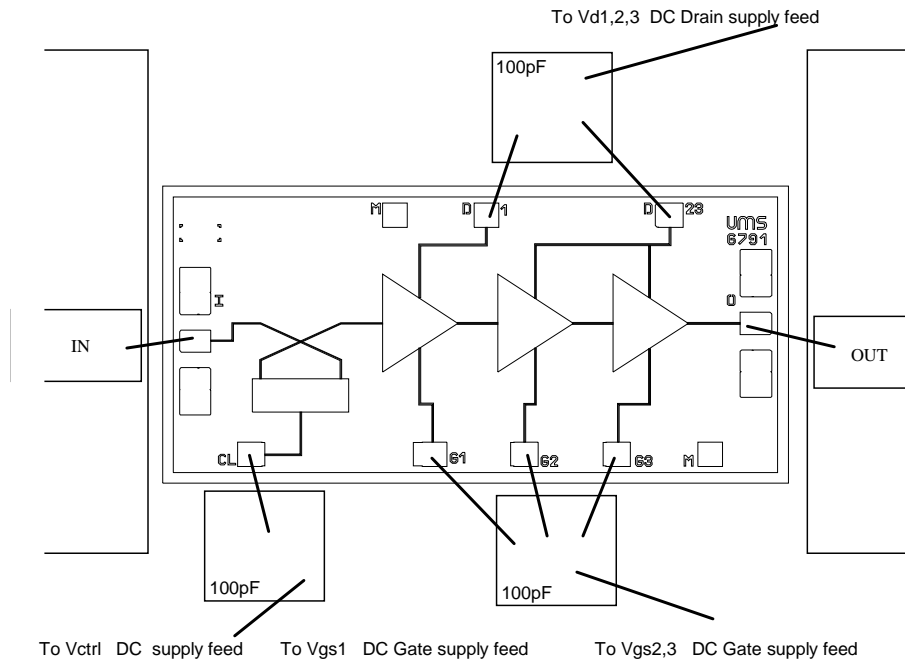 To Vd1,2,3 DC Drain supply feed
100pF
M
D 1
D 23
UMS
6791
I
O
IN
OUT
CL
G1
G2
G3
M
100pF
100pF
To Vctrl DC supply feed
To Vgs1 DC Gate supply feed
To Vgs2,3 DC Gate supply feed